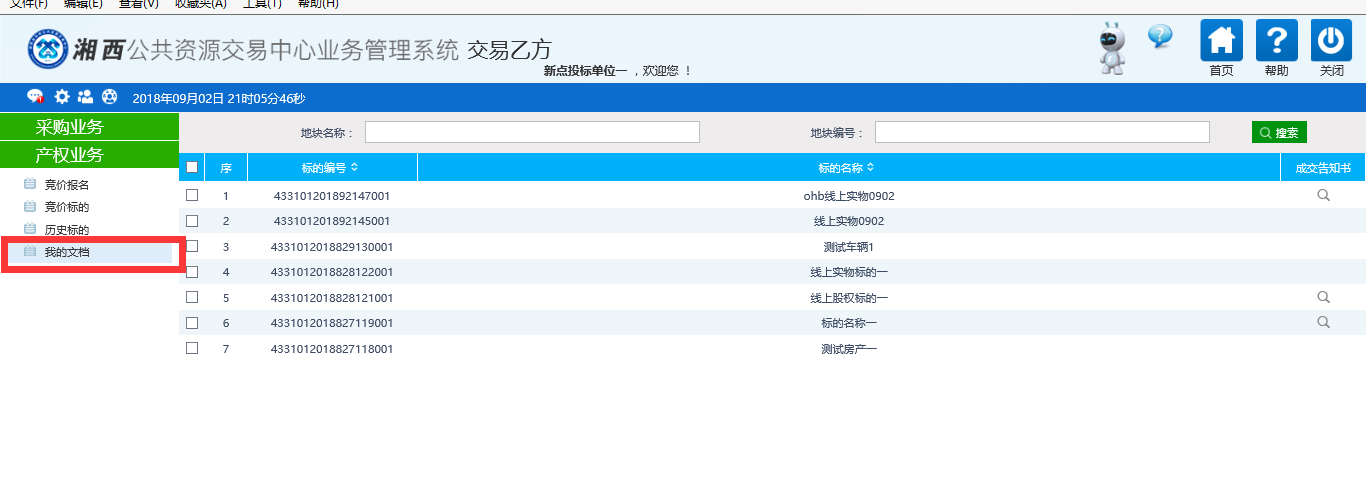 文件(F) 编辑(E) 查看(V) 收藏夹(A) 工具(T) 帮助(H)
湘西公共资源交易中心业务管理系统 交易乙方
新点投标单位一 ，欢迎您 ！
首页 帮助 关闭
2018年09月02日 21时05分46秒
采购业务
产权业务
竞价报名
竞价标的
历史标的
我的文档
地块名称： 地块编号： 搜索
序 标的编号 标的名称 成交告知书
1 433101201892147001 ohb线上实物0902
2 433101201892145001 线上实物0902
3 4331012018829130001 测试车辆1
4 4331012018828122001 线上实物标的一
5 4331012018828121001 线上股权标的一
6 4331012018827119001 标的名称一
7 4331012018827118001 测试房产一